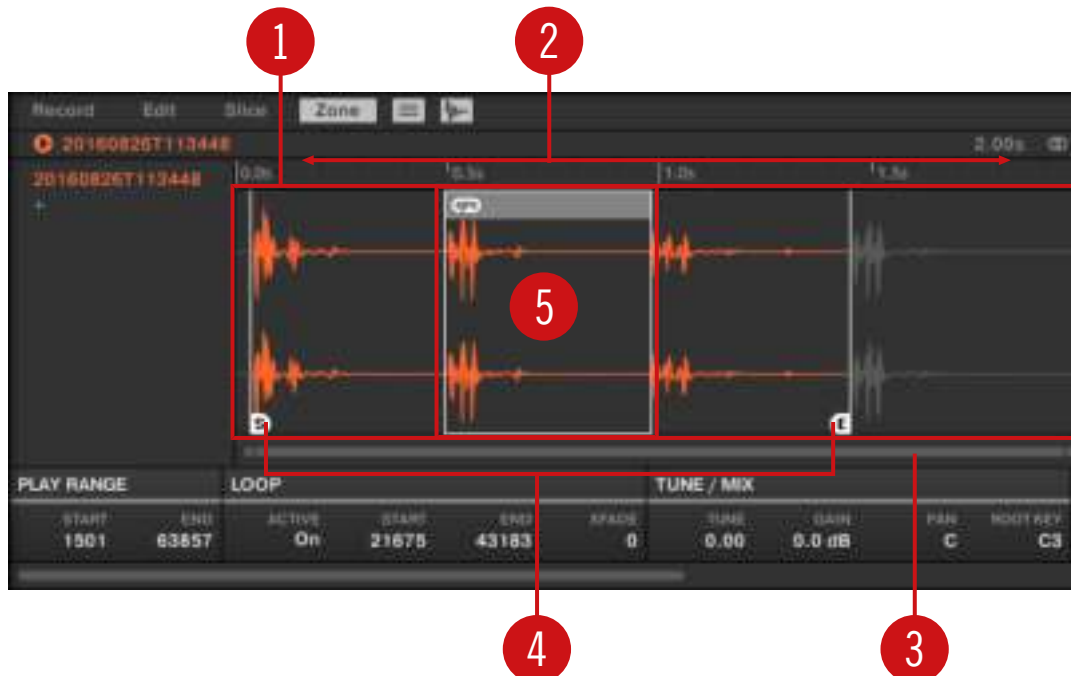 1 2
Record Edit Slice Zone
20160826T113448 2.00s
20160826T113448 0.0s 0.5s 1.0s 1.5s
+
5
S E
PLAY RANGE LOOP TUNE / MIX
START END ACTIVE START END XFADE TUNE GAIN PAN ROOT KEY
1501 63857 On 21675 43183 0 0.00 0.0 dB C C3
4 3